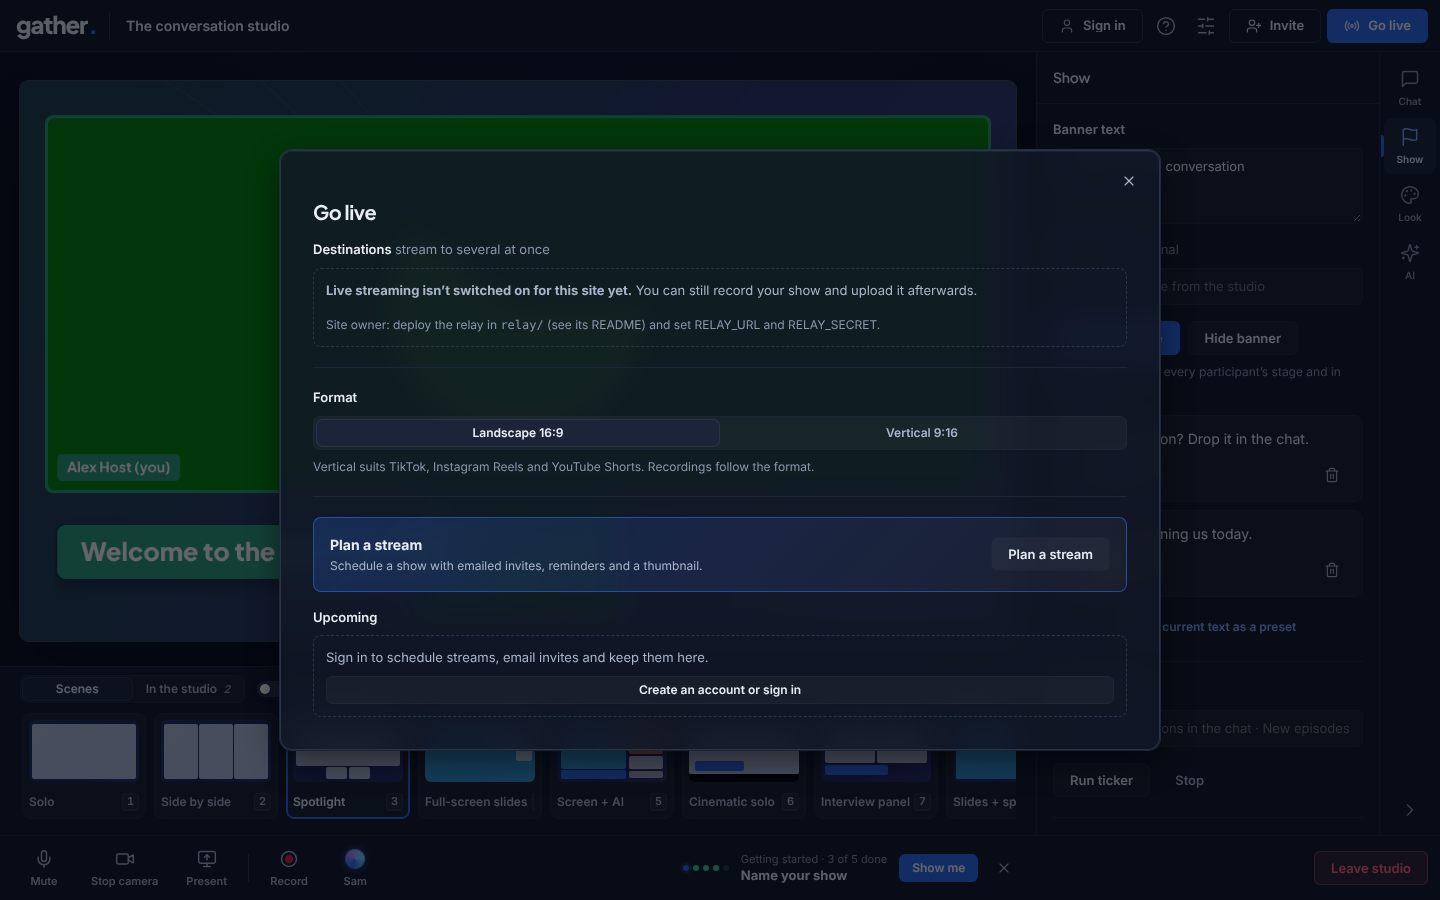 gather.
The conversation studio
Sign in
Invite
Go live
Show
Chat
Show
Look
AI
Banner text
conversation
Hide banner
every participant's stage and in
on? Drop it in the chat.
ning us today.
current text as a preset
ons in the chat · New episodes
Run ticker
Stop
nal
e from the studio
Alex Host (you)
Welcome to the
Go live
Destinations stream to several at once
Live streaming isn't switched on for this site yet. You can still record your show and upload it afterwards.
Site owner: deploy the relay in relay/ (see its README) and set RELAY_URL and RELAY_SECRET.
Format
Landscape 16:9
Vertical 9:16
Vertical suits TikTok, Instagram Reels and YouTube Shorts. Recordings follow the format.
Plan a stream
Schedule a show with emailed invites, reminders and a thumbnail.
Plan a stream
Upcoming
Sign in to schedule streams, email invites and keep them here.
Create an account or sign in
Scenes
In the studio 2
Solo 1
Side by side 2
Spotlight 3
Full-screen slides
Screen + AI 5
Cinematic solo 6
Interview panel 7
Slides + sp
Mute
Stop camera
Present
Record
Sam
Getting started · 3 of 5 done
Name your show
Show me
Leave studio